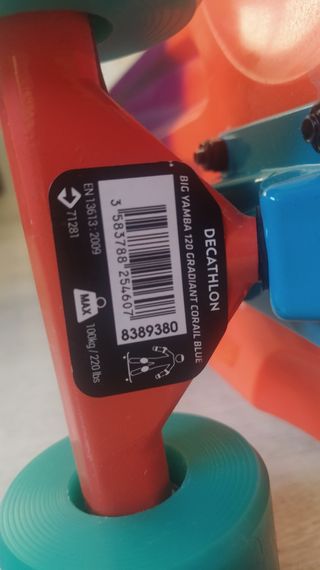 DECATHLON
BIG YAMBA 120 GRADIANT CORAIL BLUE
3 583788 254607
8389380
EN 13613 : 2009
71281
MAX
100kg / 220 lbs